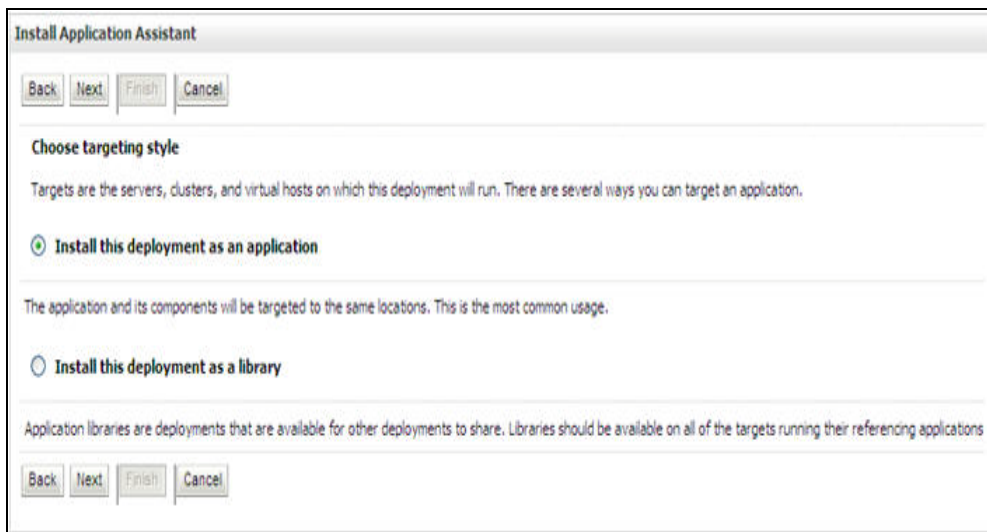 Install Application Assistant
Back Next Finish Cancel
Choose targeting style
Targets are the servers, clusters, and virtual hosts on which this deployment will run. There are several ways you can target an application.
Install this deployment as an application
The application and its components will be targeted to the same locations. This is the most common usage.
Install this deployment as a library
Application libraries are deployments that are available for other deployments to share. Libraries should be available on all of the targets running their referencing applications
Back Next Finish Cancel